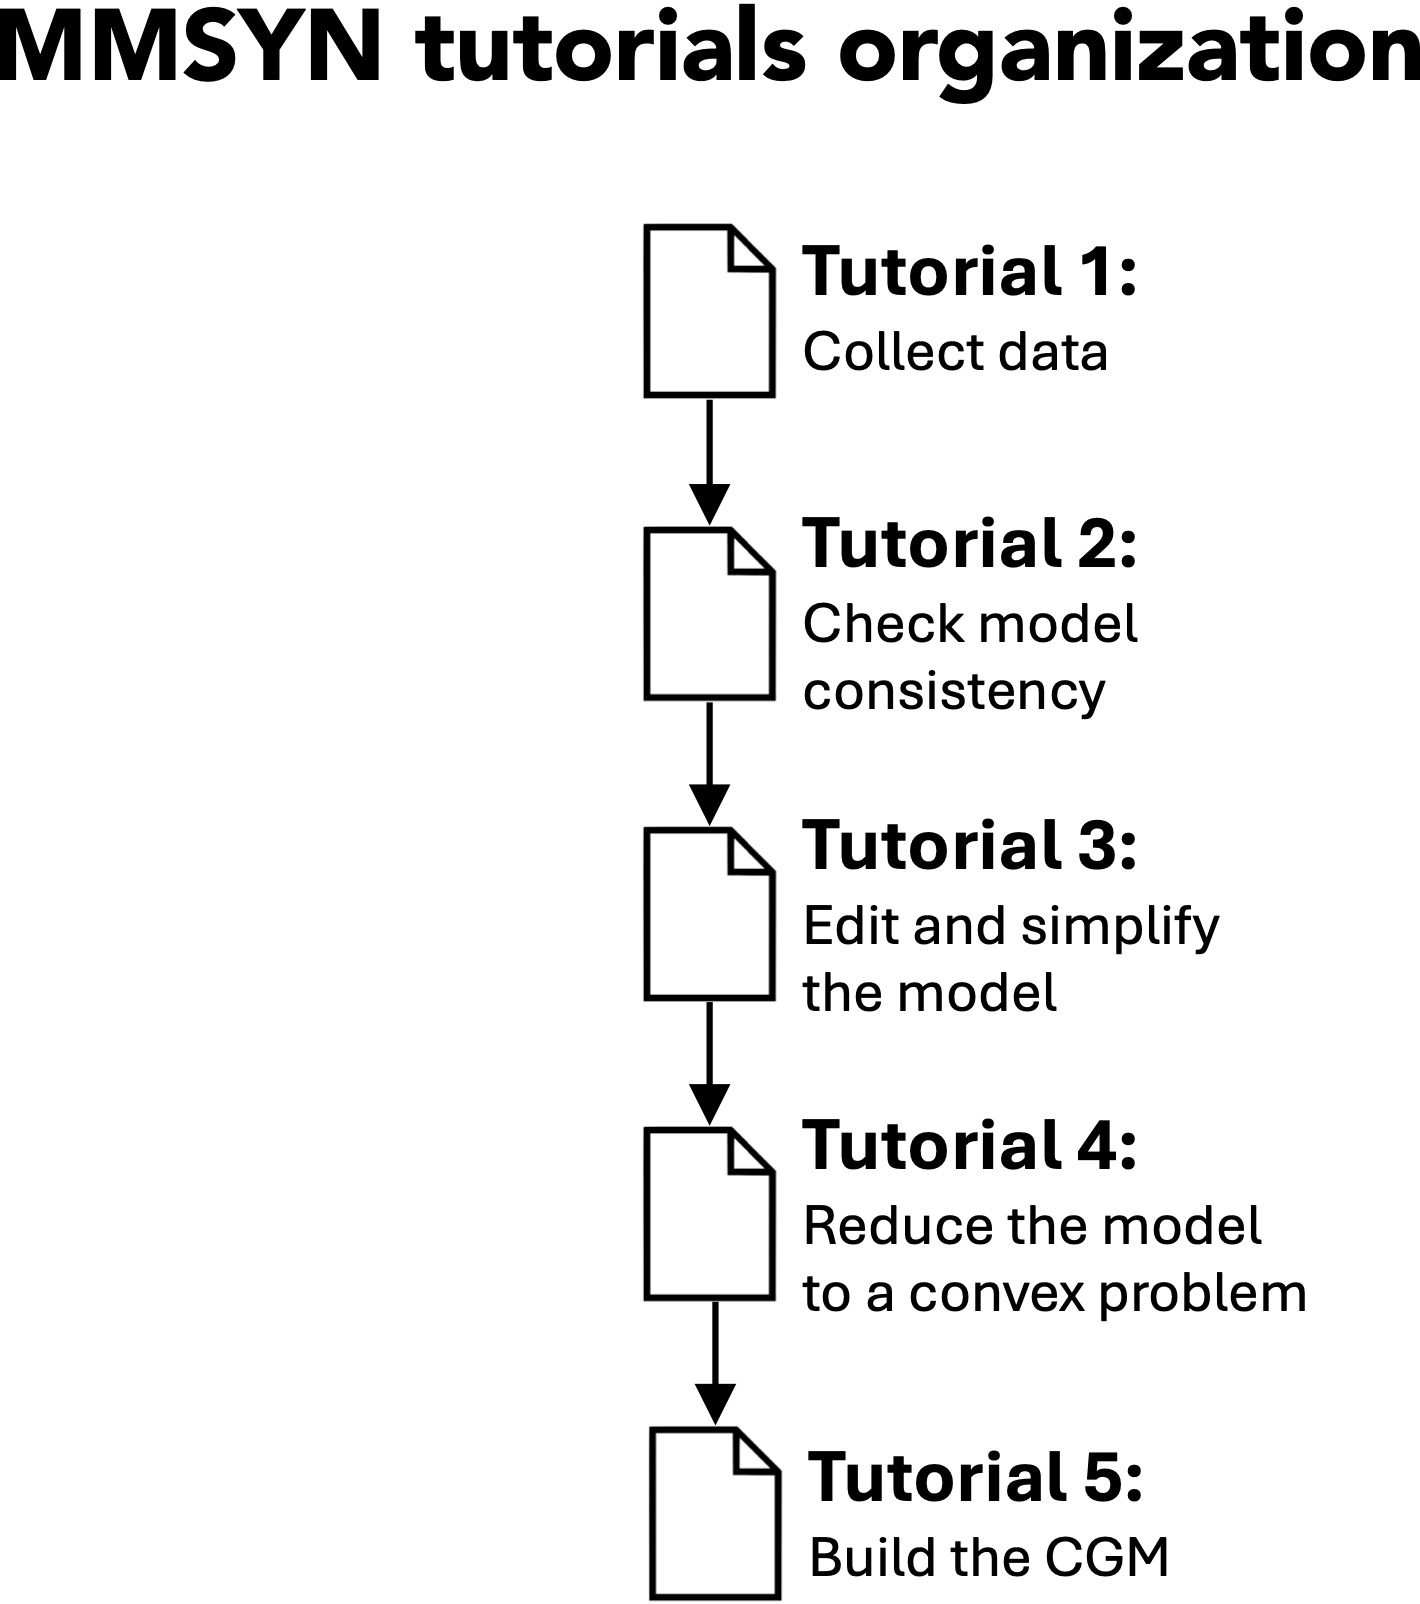 MMSYN tutorials organization
Tutorial 1:
Collect data
Tutorial 2:
Check model
consistency
Tutorial 3:
Edit and simplify
the model
Tutorial 4:
Reduce the model
to a convex problem
Tutorial 5:
Build the CGM